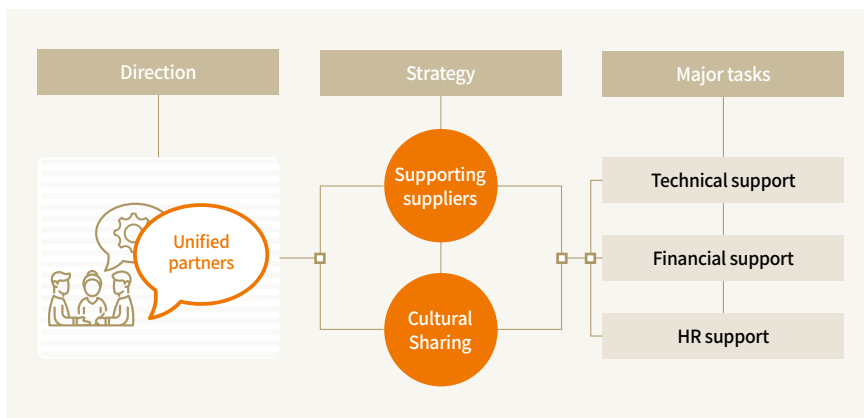 Direction
Strategy
Major tasks
Unified
partners
Supporting
suppliers
Cultural
Sharing
Technical support
Financial support
HR support